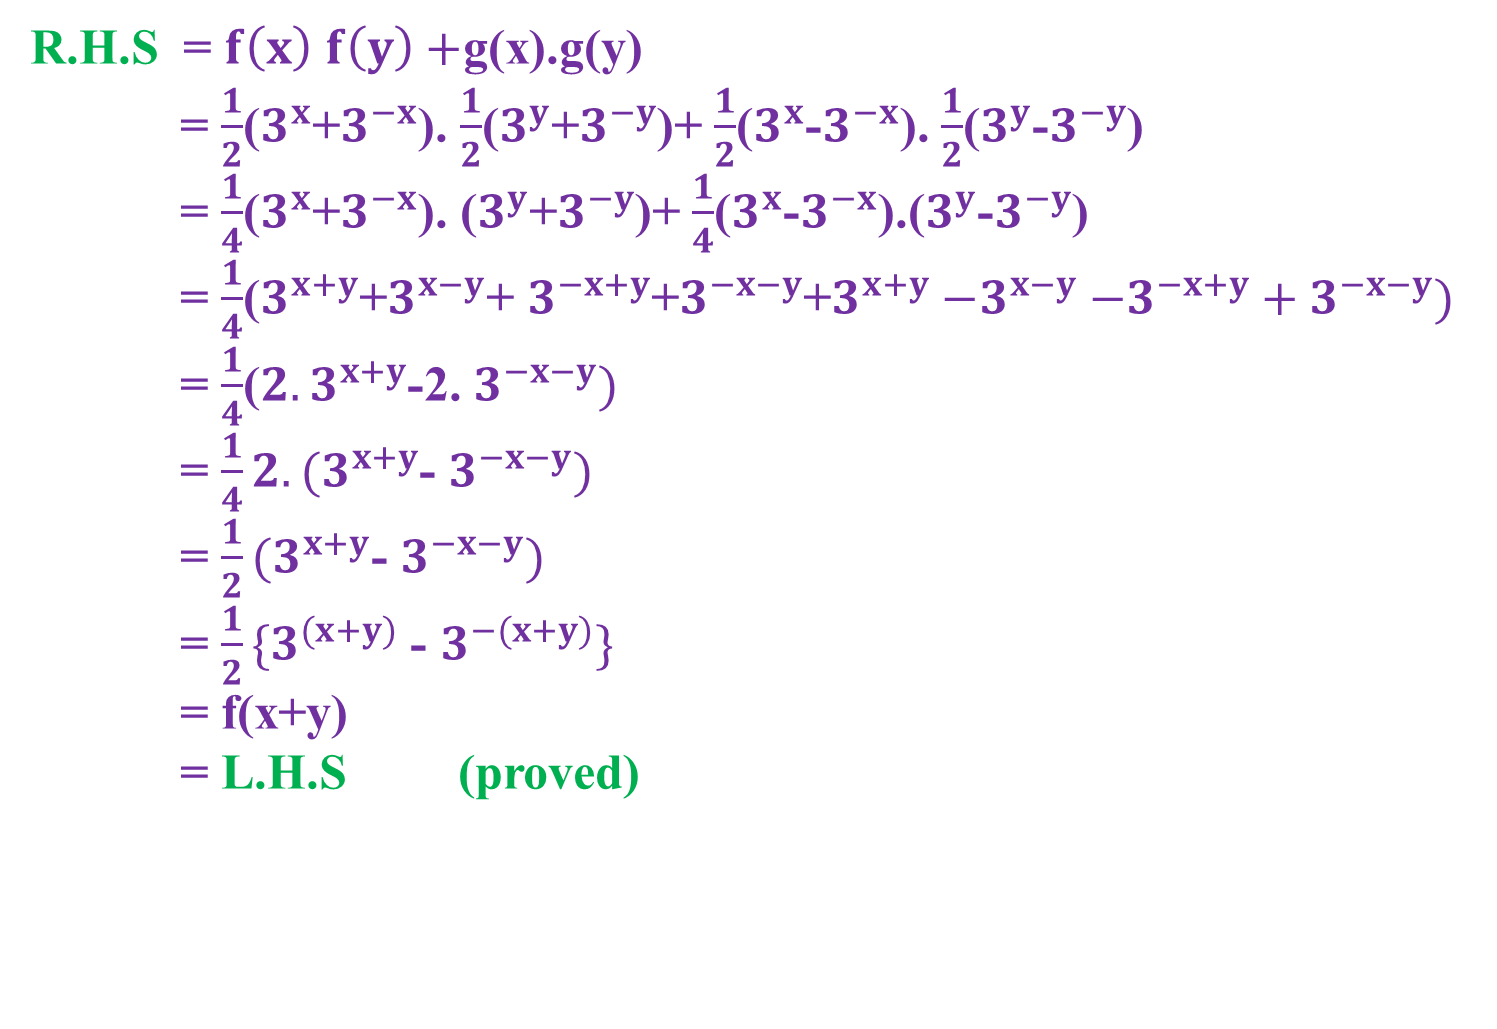 R.H.S = f(x) f(y) +g(x).g(y)
= 1/2(3^x+3^−x). 1/2(3^y+3^−y)+ 1/2(3^x-3^−x). 1/2(3^y-3^−y)
= 1/4(3^x+3^−x). (3^y+3^−y)+ 1/4(3^x-3^−x).(3^y-3^−y)
= 1/4(3^x+y+3^x−y+ 3^−x+y+3^−x−y+3^x+y −3^x−y −3^−x+y + 3^−x−y)
= 1/4(2. 3^x+y-2. 3^−x−y)
= 1/4 2. (3^x+y- 3^−x−y)
= 1/2 (3^x+y- 3^−x−y)
= 1/2 {3^(x+y) - 3^−(x+y)}
= f(x+y)
= L.H.S (proved)